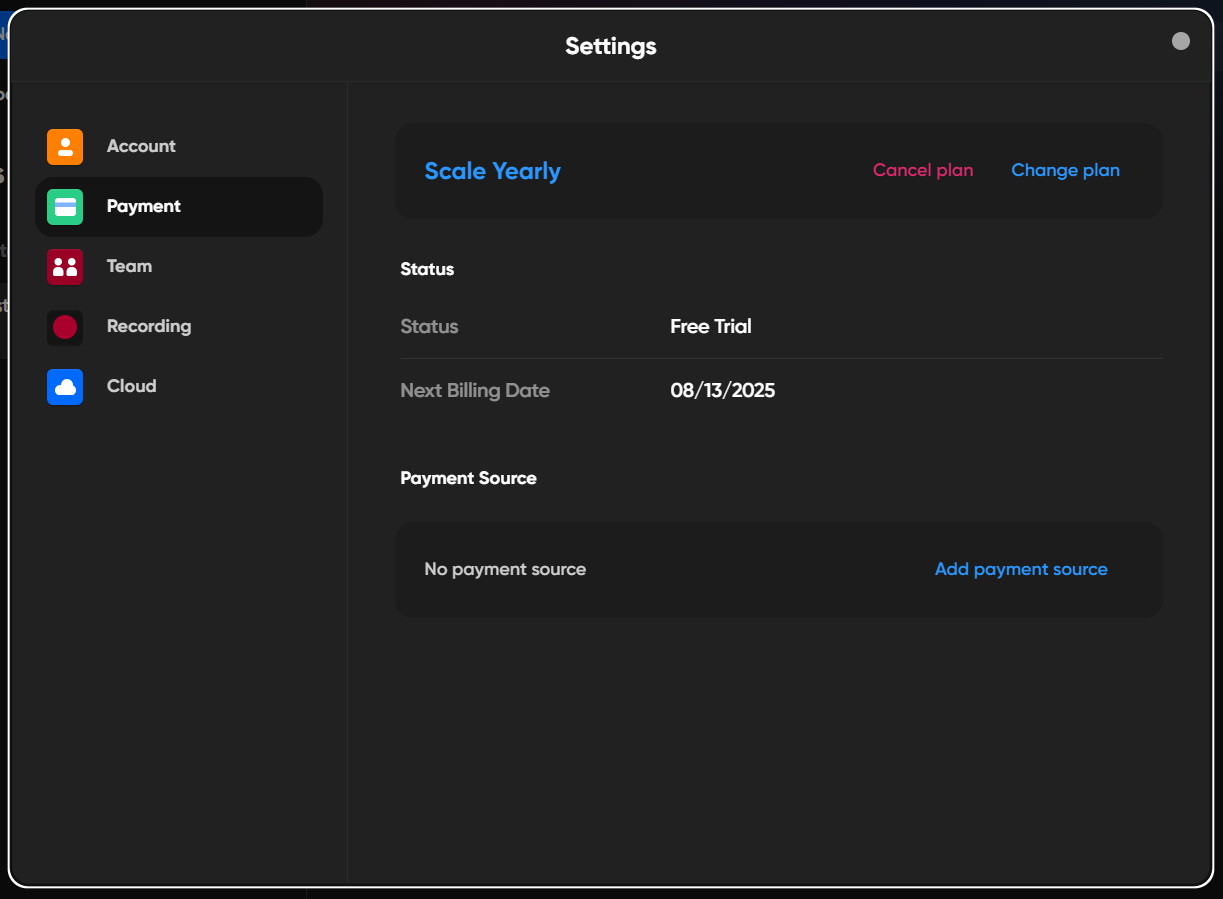 Settings
Account
Payment
Team
Recording
Cloud
Scale Yearly
Cancel plan
Change plan
Status
Status
Free Trial
Next Billing Date
08/13/2025
Payment Source
No payment source
Add payment source